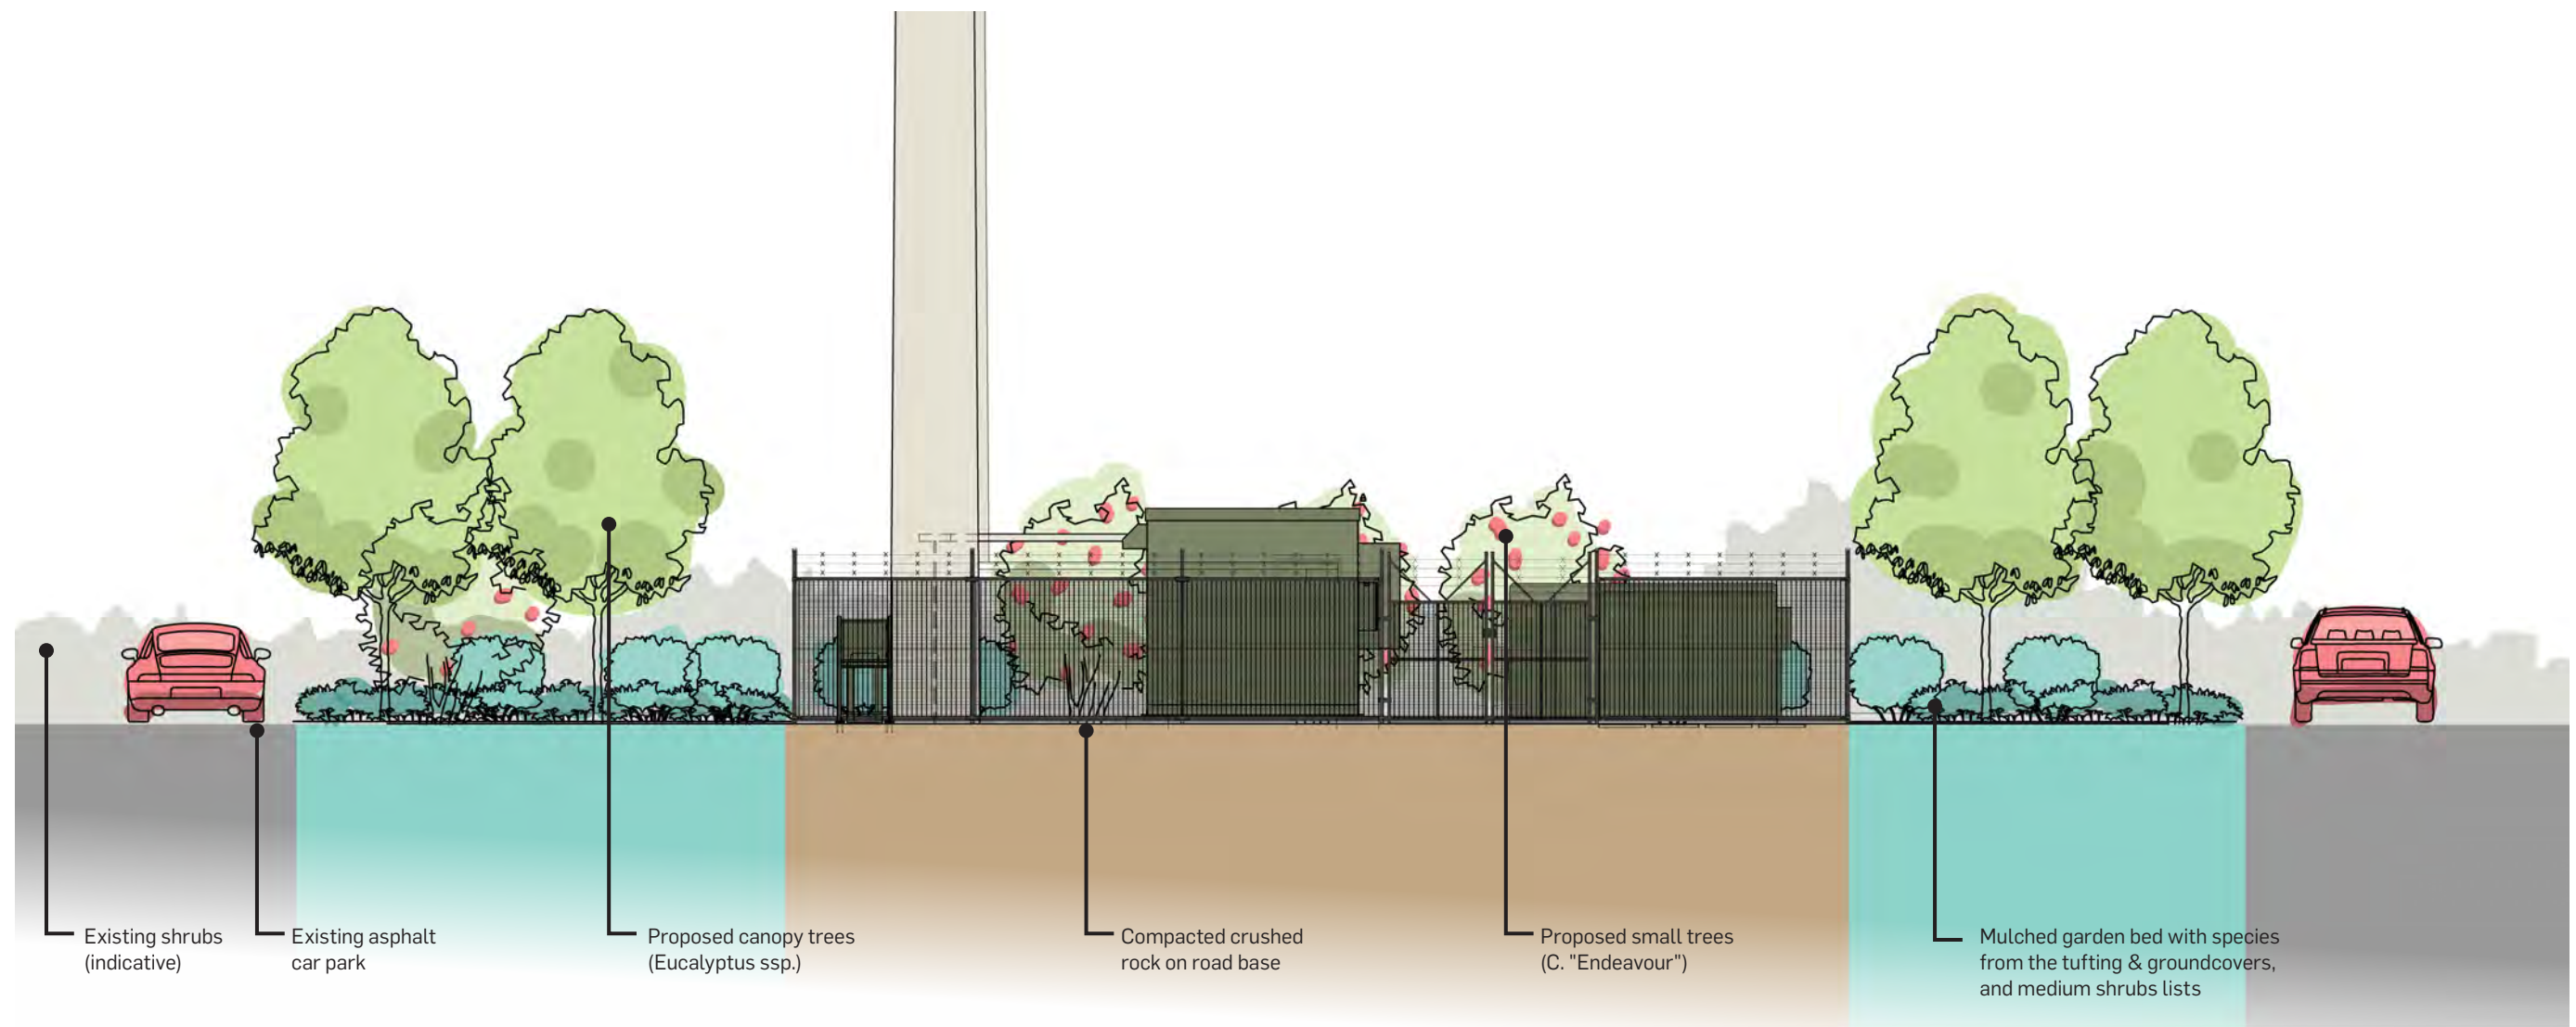 Existing shrubs
(indicative)
Existing asphalt
car park
Proposed canopy trees
(Eucalyptus ssp.)
Compacted crushed
rock on road base
Proposed small trees
(C. "Endeavour")
Mulched garden bed with species
from the tufting & groundcovers,
and medium shrubs lists